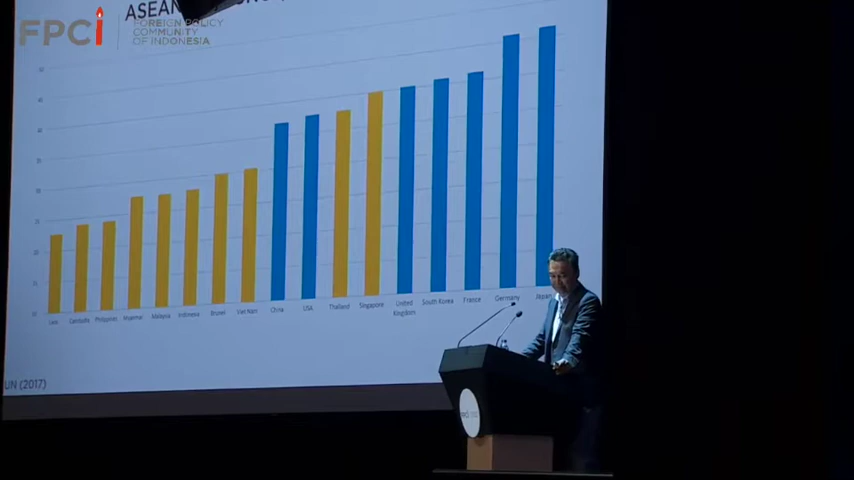 ASEAN
FPCi
FOREIGN POLICY
COMMUNITY
OF INDONESIA
Laos Cambodia Philippines Myanmar Malaysia Indonesia Brunei Viet Nam China USA Thailand Singapore United Kingdom South Korea France Germany Japan
UN (2017)